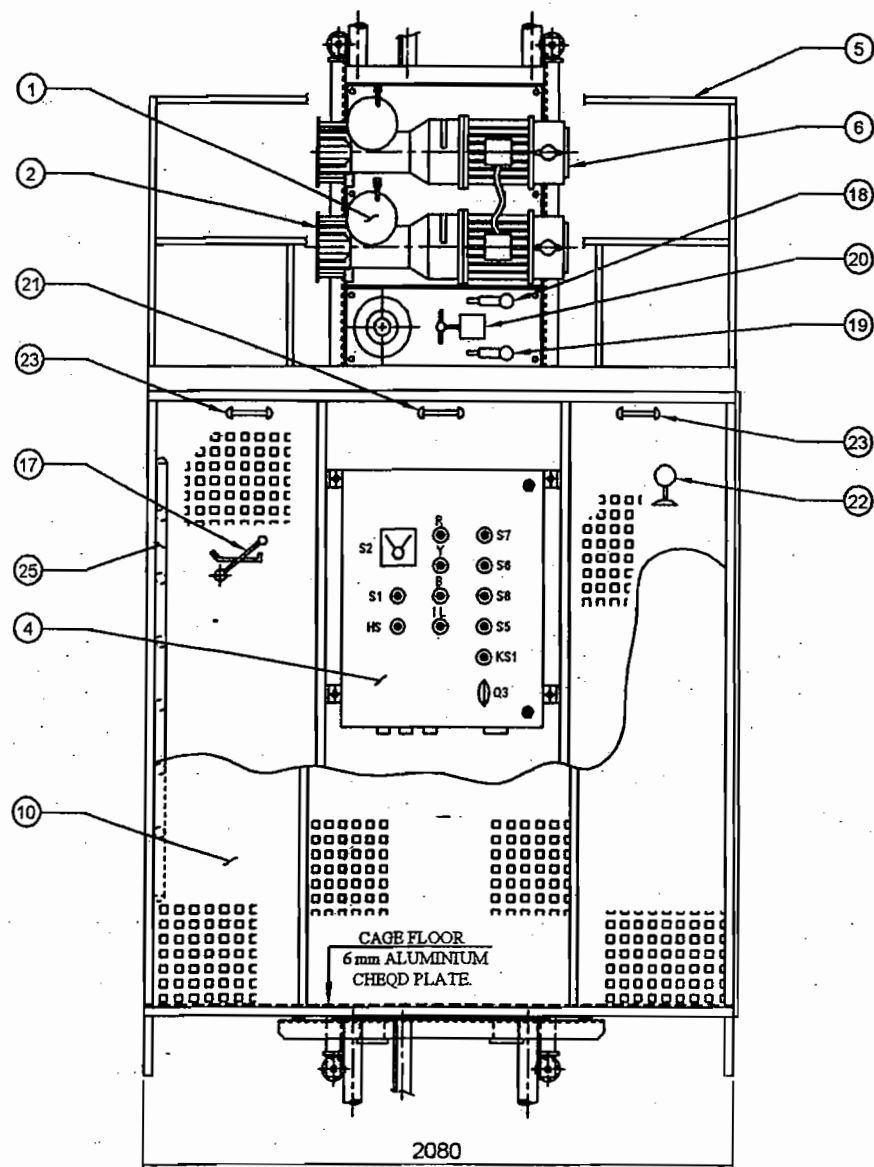 5
1
6
2
18
21
20
19
23
23
17
22
R
S7
S2
Y
S6
25
B
S1
S8
1L
4
HS
S5
KS1
Q3
10
CAGE FLOOR
6 mm ALUMINIUM
CHEQD PLATE.
2080